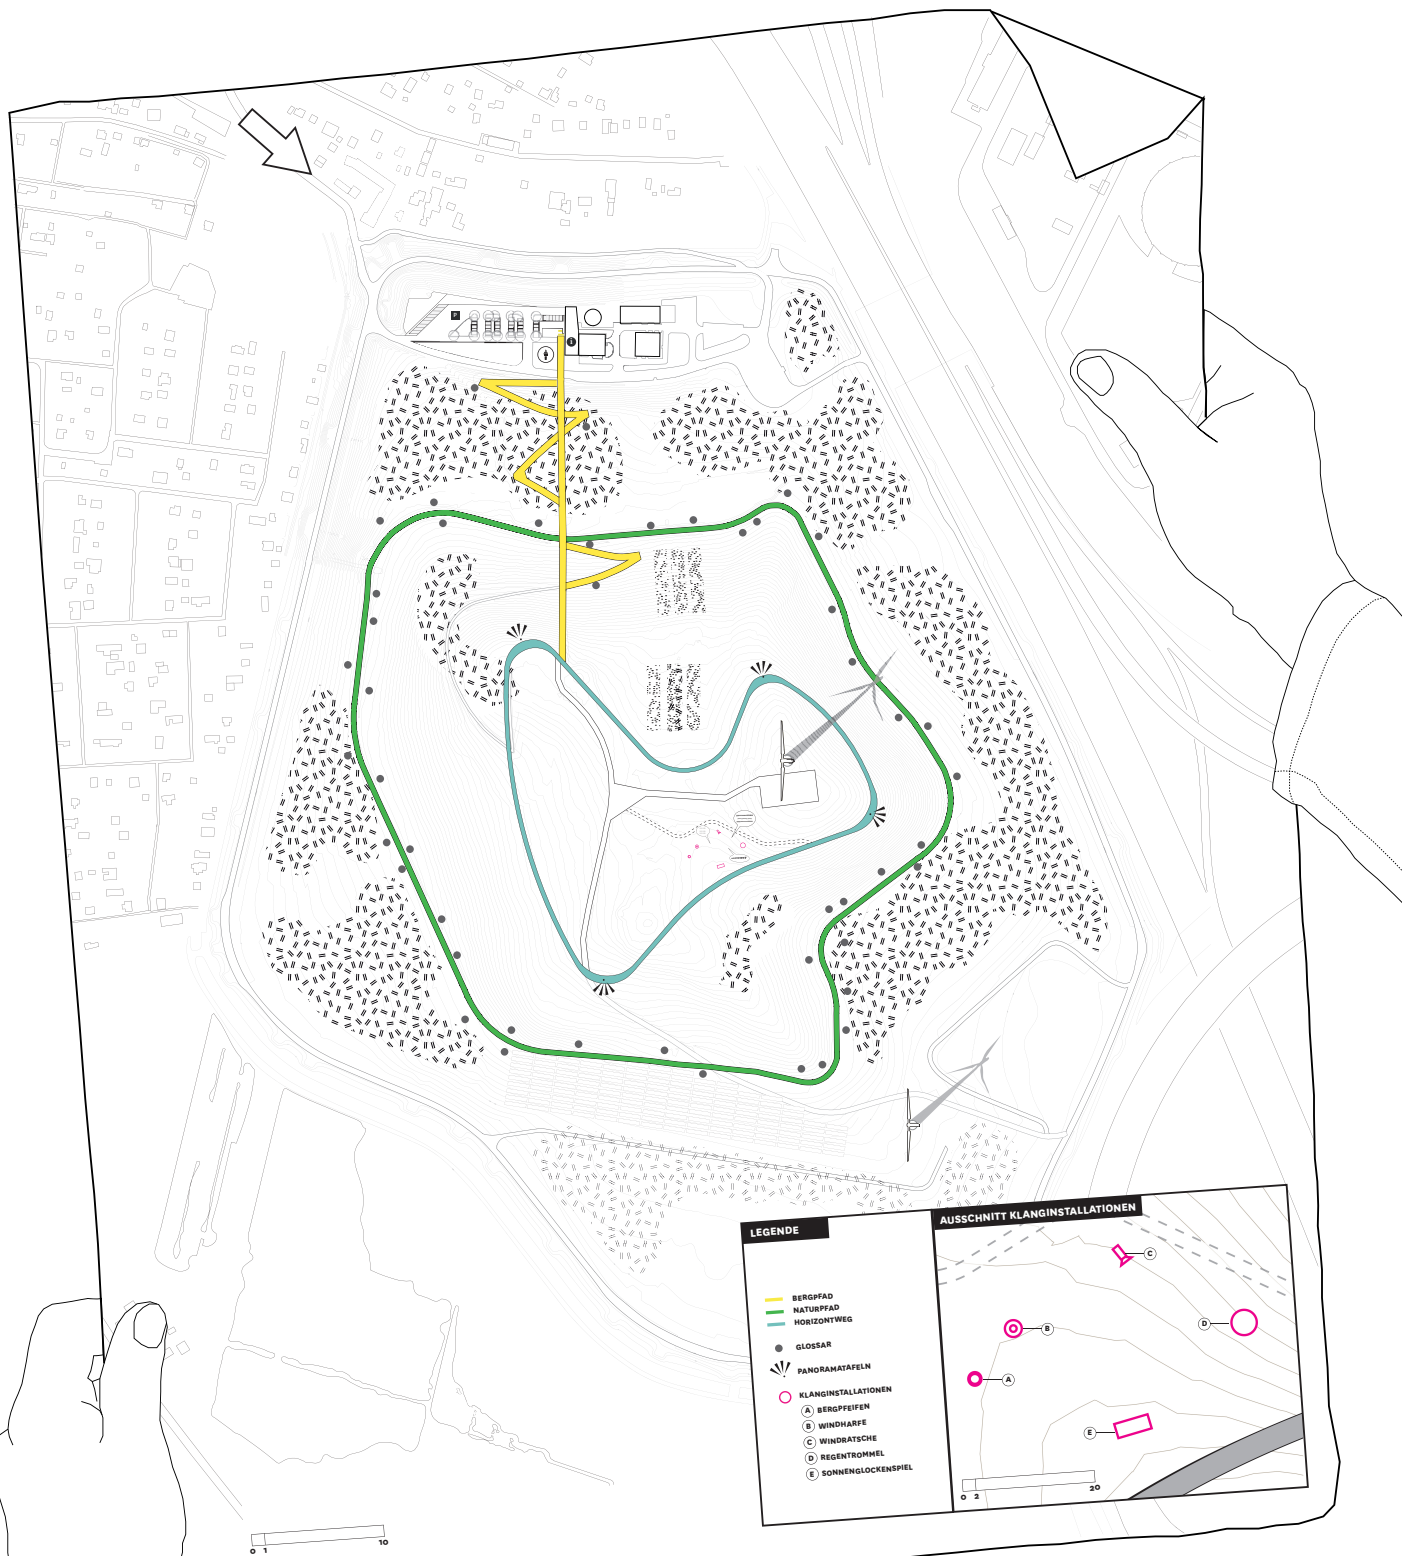 P
i
LEGENDE
BERGPFAD
NATURPFAD
HORIZONTWEG
GLOSSAR
PANORAMATAFELN
KLANGINSTALLATIONEN
A BERGPFEIFEN
B WINDHARFE
C WINDRATSCHE
D REGENTROMMEL
E SONNENGLOCKENSPIEL
AUSSCHNITT KLANGINSTALLATIONEN
C
D
B
A
E
0 2 20
0 1 10